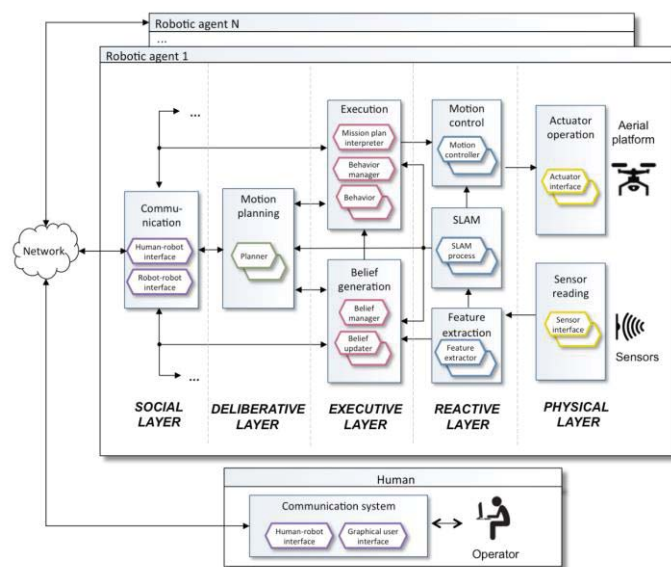 Robotic agent N
...
Robotic agent 1
Execution
Mission plan
interpreter
Behavior
manager
Behavior
Motion
control
Motion
controller
Actuator
operation
Actuator
interface
Aerial
platform
...
Commu-
nication
Human-robot
interface
Robot-robot
interface
Motion
planning
Planner
SLAM
SLAM
process
Network
Belief
generation
Belief
manager
Belief
updater
Feature
extraction
Feature
extractor
Sensor
reading
Sensor
interface
Sensors
...
SOCIAL
LAYER
DELIBERATIVE
LAYER
EXECUTIVE
LAYER
REACTIVE
LAYER
PHYSICAL
LAYER
Human
Communication system
Human-robot
interface
Graphical user
interface
Operator